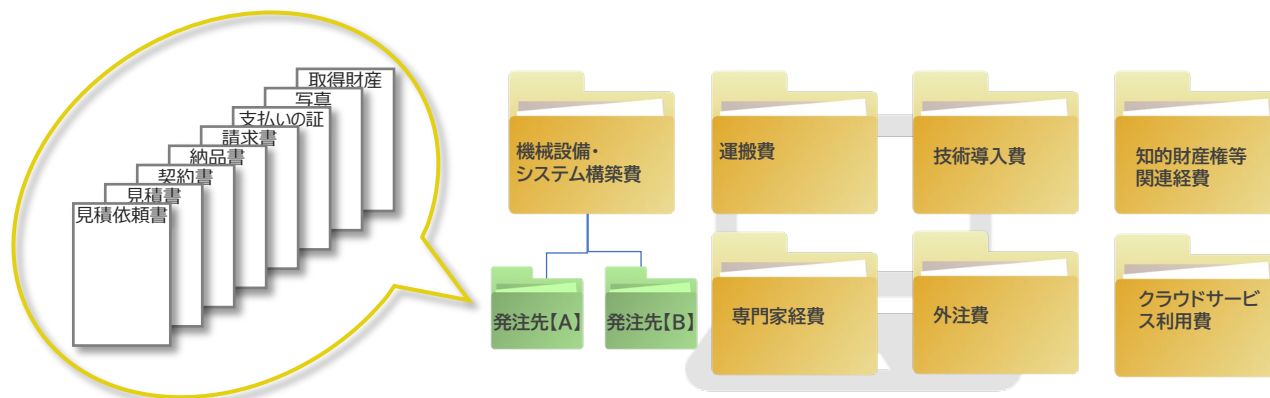 取得財産
写真
支払いの証
請求書
納品書
契約書
見積書
見積依頼書
機械設備・
システム構築費
運搬費
技術導入費
知的財産権等
関連経費
発注先【A】
発注先【B】
専門家経費
外注費
クラウドサービ
ス利用費